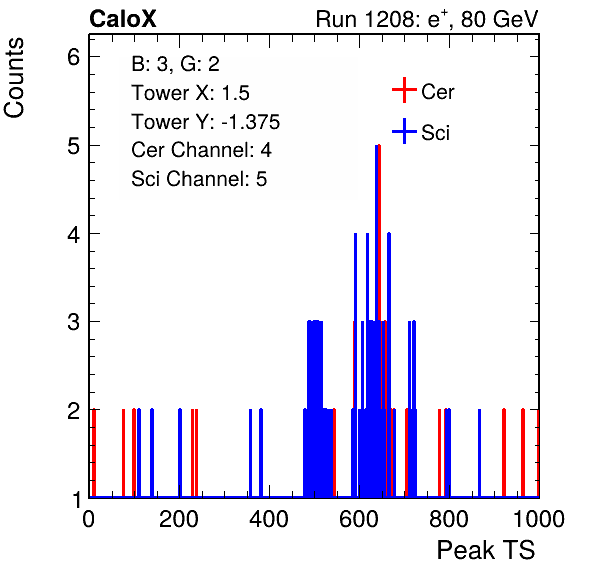 CaloX Run 1208: e⁺, 80 GeV
Counts
B: 3, G: 2
Tower X: 1.5
Tower Y: -1.375
Cer Channel: 4
Sci Channel: 5
Cer
Sci
6
5
4
3
2
1
0 200 400 600 800 1000
Peak TS